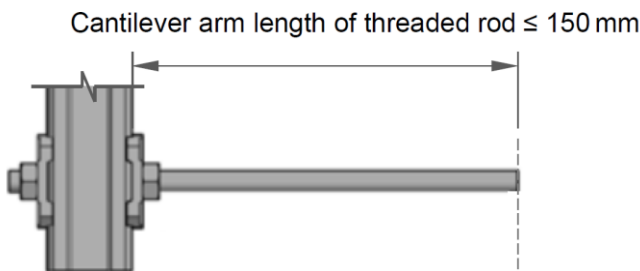 Cantilever arm length of threaded rod ≤ 150 mm